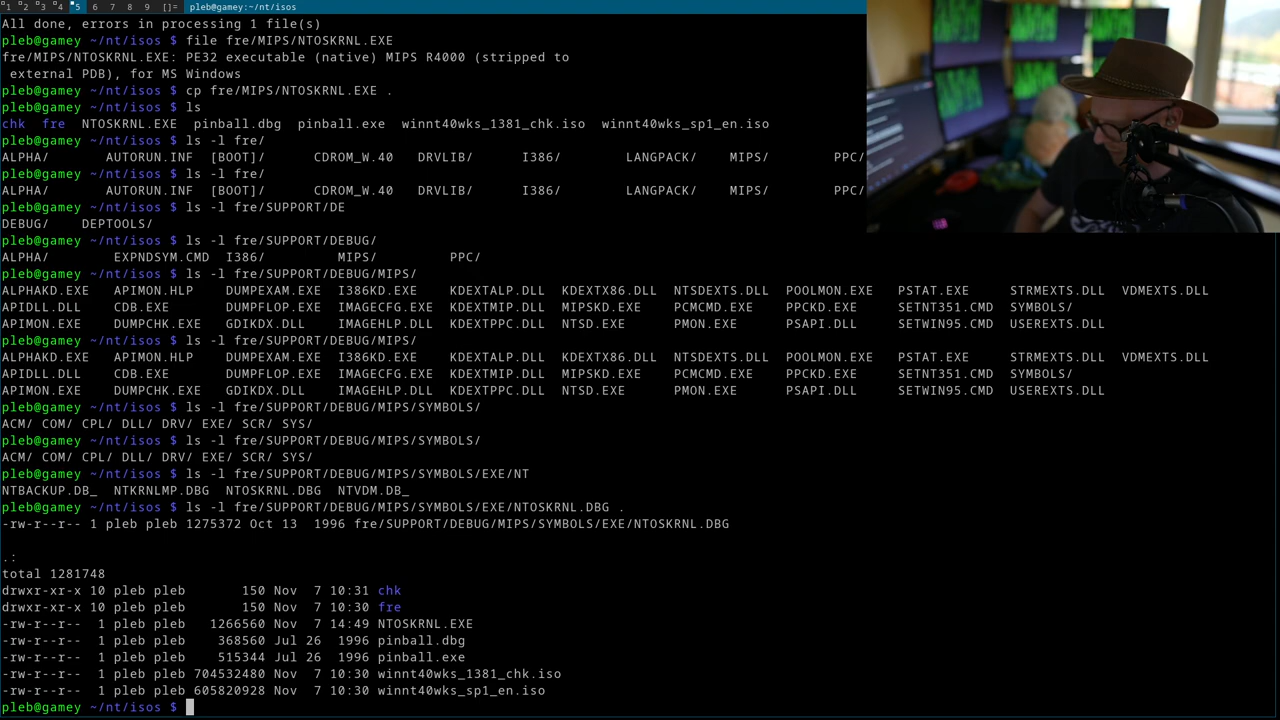 1 2 3 4 5 6 7 8 9 []= pleb@gamey:~/nt/isos
All done, errors in processing 1 file(s)
pleb@gamey ~/nt/isos $ file fre/MIPS/NTOSKRNL.EXE
fre/MIPS/NTOSKRNL.EXE: PE32 executable (native) MIPS R4000 (stripped to
 external PDB), for MS Windows
pleb@gamey ~/nt/isos $ cp fre/MIPS/NTOSKRNL.EXE .
pleb@gamey ~/nt/isos $ ls
chk  fre  NTOSKRNL.EXE  pinball.dbg  pinball.exe  winnt40wks_1381_chk.iso  winnt40wks_sp1_en.iso
pleb@gamey ~/nt/isos $ ls -l fre/
ALPHA/       AUTORUN.INF  [BOOT]/      CDROM_W.40   DRVLIB/      I386/        LANGPACK/    MIPS/        PPC/
pleb@gamey ~/nt/isos $ ls -l fre/
ALPHA/       AUTORUN.INF  [BOOT]/      CDROM_W.40   DRVLIB/      I386/        LANGPACK/    MIPS/        PPC/
pleb@gamey ~/nt/isos $ ls -l fre/SUPPORT/DE
DEBUG/    DEPTOOLS/
pleb@gamey ~/nt/isos $ ls -l fre/SUPPORT/DEBUG/
ALPHA/        EXPNDSYM.CMD  I386/         MIPS/         PPC/
pleb@gamey ~/nt/isos $ ls -l fre/SUPPORT/DEBUG/MIPS/
ALPHAKD.EXE   APIMON.HLP    DUMPEXAM.EXE  I386KD.EXE    KDEXTALP.DLL  KDEXTX86.DLL  NTSDEXTS.DLL  POOLMON.EXE   PSTAT.EXE     STRMEXTS.DLL  VDMEXTS.DLL
APIDLL.DLL    CDB.EXE       DUMPFLOP.EXE  IMAGECFG.EXE  KDEXTMIP.DLL  MIPSKD.EXE    PCMCMD.EXE    PPCKD.EXE     SETNT351.CMD  SYMBOLS/
APIMON.EXE    DUMPCHK.EXE   GDIKDX.DLL    IMAGEHLP.DLL  KDEXTPPC.DLL  NTSD.EXE      PMON.EXE      PSAPI.DLL     SETWIN95.CMD  USEREXTS.DLL
pleb@gamey ~/nt/isos $ ls -l fre/SUPPORT/DEBUG/MIPS/
ALPHAKD.EXE   APIMON.HLP    DUMPEXAM.EXE  I386KD.EXE    KDEXTALP.DLL  KDEXTX86.DLL  NTSDEXTS.DLL  POOLMON.EXE   PSTAT.EXE     STRMEXTS.DLL  VDMEXTS.DLL
APIDLL.DLL    CDB.EXE       DUMPFLOP.EXE  IMAGECFG.EXE  KDEXTMIP.DLL  MIPSKD.EXE    PCMCMD.EXE    PPCKD.EXE     SETNT351.CMD  SYMBOLS/
APIMON.EXE    DUMPCHK.EXE   GDIKDX.DLL    IMAGEHLP.DLL  KDEXTPPC.DLL  NTSD.EXE      PMON.EXE      PSAPI.DLL     SETWIN95.CMD  USEREXTS.DLL
pleb@gamey ~/nt/isos $ ls -l fre/SUPPORT/DEBUG/MIPS/SYMBOLS/
ACM/ COM/ CPL/ DLL/ DRV/ EXE/ SCR/ SYS/
pleb@gamey ~/nt/isos $ ls -l fre/SUPPORT/DEBUG/MIPS/SYMBOLS/
ACM/ COM/ CPL/ DLL/ DRV/ EXE/ SCR/ SYS/
pleb@gamey ~/nt/isos $ ls -l fre/SUPPORT/DEBUG/MIPS/SYMBOLS/EXE/NT
NTBACKUP.DB_  NTKRNLMP.DBG  NTOSKRNL.DBG  NTVDM.DB_
pleb@gamey ~/nt/isos $ ls -l fre/SUPPORT/DEBUG/MIPS/SYMBOLS/EXE/NTOSKRNL.DBG .
-rw-r--r-- 1 pleb pleb 1275372 Oct 13  1996 fre/SUPPORT/DEBUG/MIPS/SYMBOLS/EXE/NTOSKRNL.DBG
.:
total 1281748
drwxr-xr-x 10 pleb pleb       150 Nov  7 10:31 chk
drwxr-xr-x 10 pleb pleb       150 Nov  7 10:30 fre
-rw-r--r--  1 pleb pleb   1266560 Nov  7 14:49 NTOSKRNL.EXE
-rw-r--r--  1 pleb pleb    368560 Jul 26  1996 pinball.dbg
-rw-r--r--  1 pleb pleb    515344 Jul 26  1996 pinball.exe
-rw-r--r--  1 pleb pleb 704532480 Nov  7 10:30 winnt40wks_1381_chk.iso
-rw-r--r--  1 pleb pleb 605820928 Nov  7 10:30 winnt40wks_sp1_en.iso
pleb@gamey ~/nt/isos $